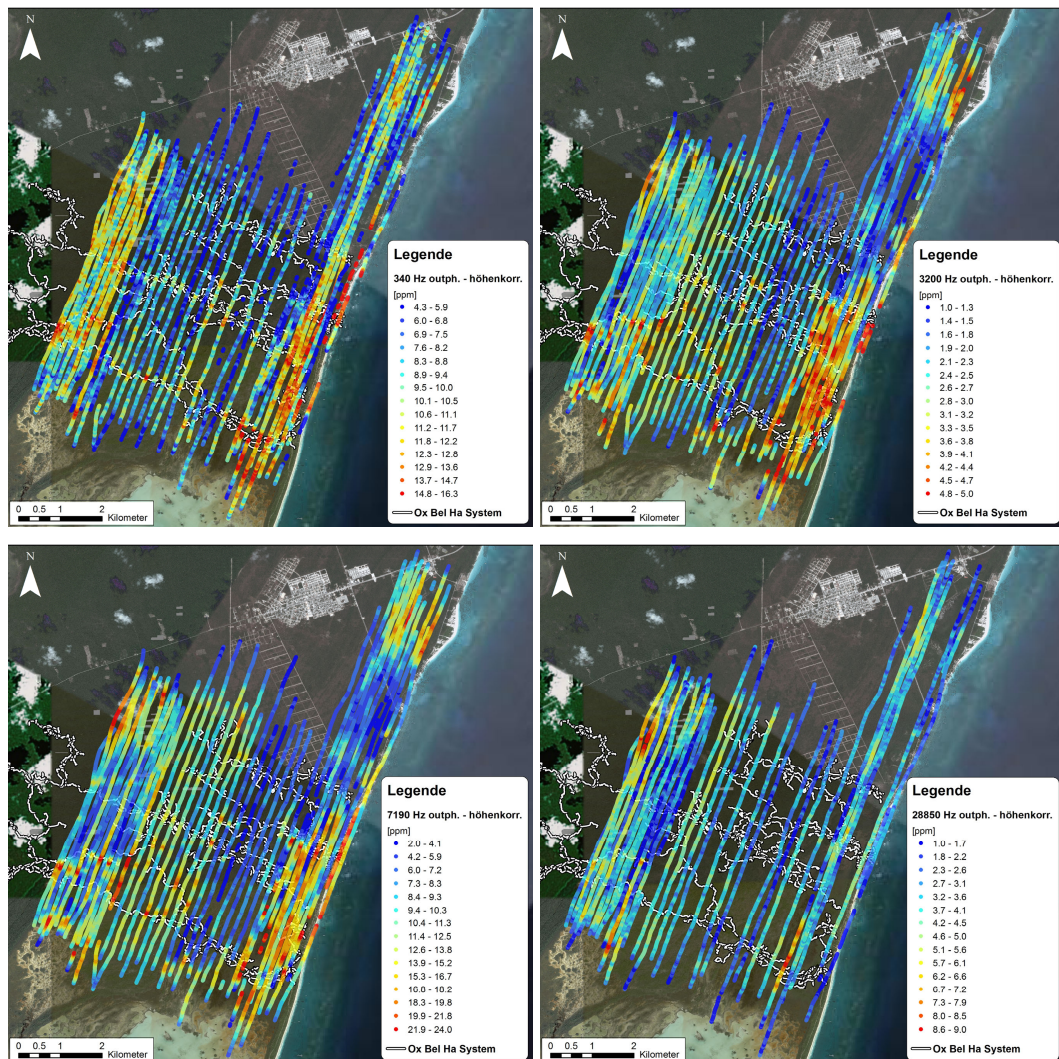 N
Legende
340 Hz outph. - höhenkorr.
[ppm]
4.3 - 5.9
6.0 - 6.8
6.9 - 7.5
7.6 - 8.2
8.3 - 8.8
8.9 - 9.4
9.5 - 10.0
10.1 - 10.5
10.6 - 11.1
11.2 - 11.7
11.8 - 12.2
12.3 - 12.8
12.9 - 13.6
13.7 - 14.7
14.8 - 16.3
Ox Bel Ha System
0 0.5 1 2
Kilometer
N
Legende
3200 Hz outph. - höhenkorr.
[ppm]
1.0 - 1.3
1.4 - 1.5
1.6 - 1.8
1.9 - 2.0
2.1 - 2.3
2.4 - 2.5
2.6 - 2.7
2.8 - 3.0
3.1 - 3.2
3.3 - 3.5
3.6 - 3.8
3.9 - 4.1
4.2 - 4.4
4.5 - 4.7
4.8 - 5.0
Ox Bel Ha System
0 0.5 1 2
Kilometer
N
Legende
7190 Hz outph. - höhenkorr.
[ppm]
2.0 - 4.1
4.2 - 5.9
6.0 - 7.2
7.3 - 8.3
8.4 - 9.3
9.4 - 10.3
10.4 - 11.3
11.4 - 12.5
12.6 - 13.8
13.9 - 15.2
15.3 - 16.7
10.0 - 10.2
18.3 - 19.8
19.9 - 21.8
21.9 - 24.0
Ox Bel Ha System
0 0.5 1 2
Kilometer
N
Legende
28850 Hz outph. - höhenkorr.
[ppm]
1.0 - 1.7
1.8 - 2.2
2.3 - 2.6
2.7 - 3.1
3.2 - 3.6
3.7 - 4.1
4.2 - 4.5
4.6 - 5.0
5.1 - 5.6
5.7 - 6.1
6.2 - 6.6
6.7 - 7.2
7.3 - 7.9
8.0 - 8.5
8.6 - 9.0
Ox Bel Ha System
0 0.5 1 2
Kilometer